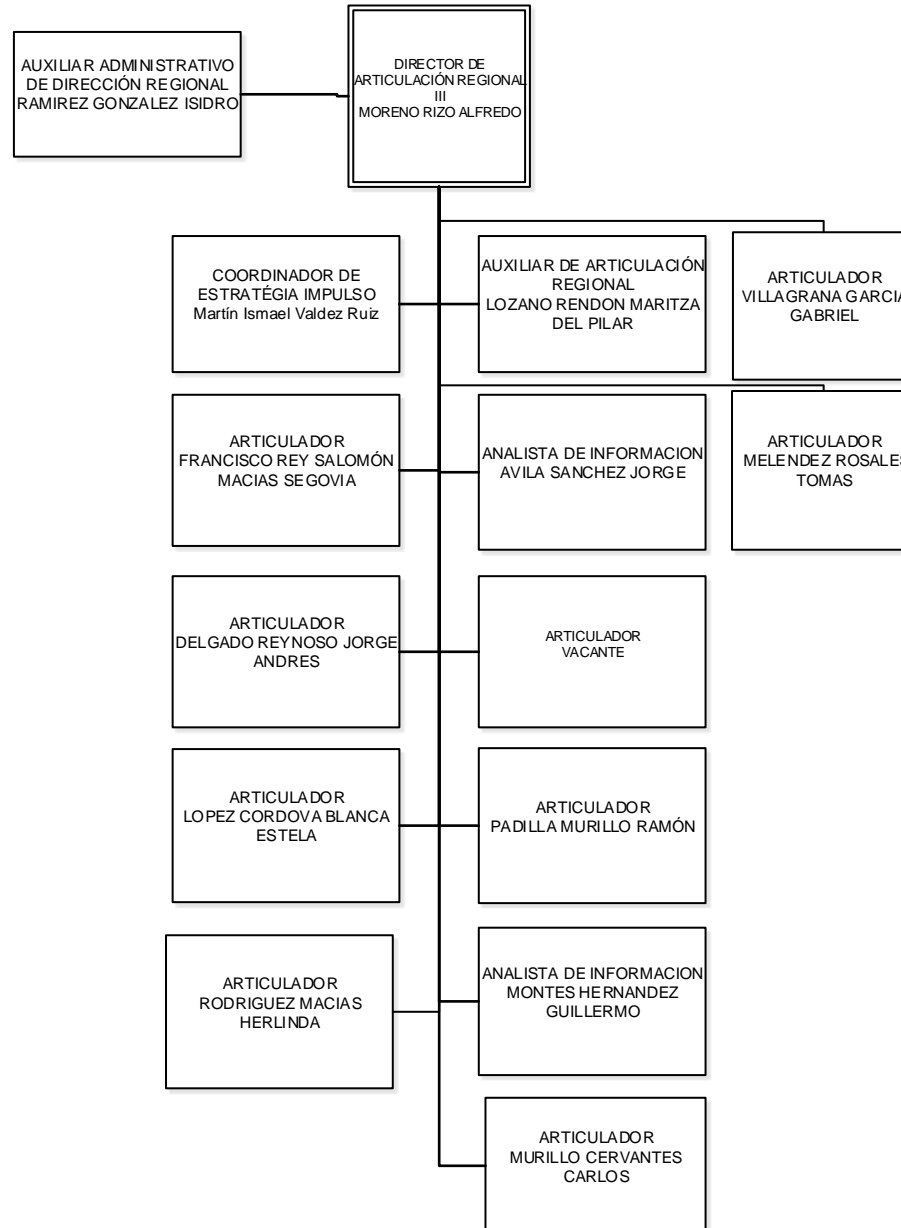 AUXILIAR ADMINISTRATIVO
DE DIRECCIÓN REGIONAL
RAMIREZ GONZALEZ ISIDRO
DIRECTOR DE
ARTICULACIÓN REGIONAL
III
MORENO RIZO ALFREDO
COORDINADOR DE
ESTRATÉGIA IMPULSO
Martín Ismael Valdez Ruiz
AUXILIAR DE ARTICULACIÓN
REGIONAL
LOZANO RENDON MARITZA
DEL PILAR
ARTICULADOR
VILLAGRANA GARCIA
GABRIEL
ARTICULADOR
FRANCISCO REY SALOMÓN
MACIAS SEGOVIA
ANALISTA DE INFORMACION
AVILA SANCHEZ JORGE
ARTICULADOR
MELENDEZ ROSALES
TOMAS
ARTICULADOR
DELGADO REYNOSO JORGE
ANDRES
ARTICULADOR
VACANTE
ARTICULADOR
LOPEZ CORDOVA BLANCA
ESTELA
ARTICULADOR
PADILLA MURILLO RAMÓN
ARTICULADOR
RODRIGUEZ MACIAS
HERLINDA
ANALISTA DE INFORMACION
MONTES HERNANDEZ
GUILLERMO
ARTICULADOR
MURILLO CERVANTES
CARLOS